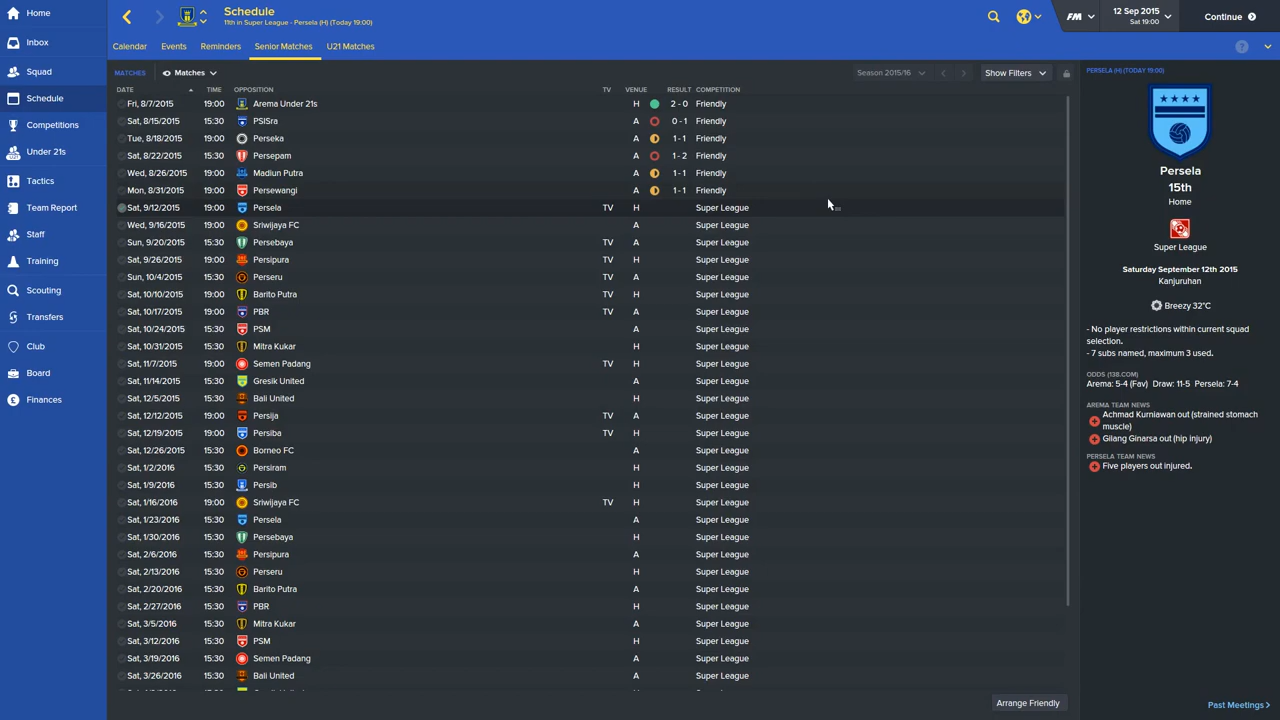 Home
Inbox
Squad
Schedule
Competitions
Under 21s
Tactics
Team Report
Staff
Training
Scouting
Transfers
Club
Board
Finances
Schedule
11th in Super League - Persela (H) (Today 19:00)
FM
12 Sep 2015
Sat 19:00
Continue
Calendar Events Reminders Senior Matches U21 Matches
?
MATCHES Matches Season 2015/16 Show Filters
DATE TIME OPPOSITION TV VENUE RESULT COMPETITION
Fri, 8/7/2015 19:00 Arema Under 21s H 2 - 0 Friendly
Sat, 8/15/2015 15:30 PSISra A 0 - 1 Friendly
Tue, 8/18/2015 19:00 Perseka A 1 - 1 Friendly
Sat, 8/22/2015 15:30 Persepam A 1 - 2 Friendly
Wed, 8/26/2015 19:00 Madiun Putra A 1 - 1 Friendly
Mon, 8/31/2015 19:00 Persewangi A 1 - 1 Friendly
Sat, 9/12/2015 19:00 Persela TV H Super League
Wed, 9/16/2015 19:00 Sriwijaya FC A Super League
Sun, 9/20/2015 15:30 Persebaya TV A Super League
Sat, 9/26/2015 19:00 Persipura TV H Super League
Sun, 10/4/2015 15:30 Perseru TV A Super League
Sat, 10/10/2015 19:00 Barito Putra TV H Super League
Sat, 10/17/2015 19:00 PBR TV A Super League
Sat, 10/24/2015 15:30 PSM A Super League
Sat, 10/31/2015 15:30 Mitra Kukar H Super League
Sat, 11/7/2015 19:00 Semen Padang TV H Super League
Sat, 11/14/2015 15:30 Gresik United A Super League
Sat, 12/5/2015 15:30 Bali United H Super League
Sat, 12/12/2015 19:00 Persija TV A Super League
Sat, 12/19/2015 19:00 Persiba TV H Super League
Sat, 12/26/2015 15:30 Borneo FC A Super League
Sat, 1/2/2016 15:30 Persiram H Super League
Sat, 1/9/2016 15:30 Persib H Super League
Sat, 1/16/2016 19:00 Sriwijaya FC TV H Super League
Sat, 1/23/2016 15:30 Persela A Super League
Sat, 1/30/2016 15:30 Persebaya H Super League
Sat, 2/6/2016 15:30 Persipura A Super League
Sat, 2/13/2016 15:30 Perseru H Super League
Sat, 2/20/2016 15:30 Barito Putra A Super League
Sat, 2/27/2016 15:30 PBR H Super League
Sat, 3/5/2016 15:30 Mitra Kukar A Super League
Sat, 3/12/2016 15:30 PSM H Super League
Sat, 3/19/2016 15:30 Semen Padang A Super League
Sat, 3/26/2016 15:30 Bali United A Super League
Arrange Friendly
PERSELA (H) (TODAY 19:00)
Persela
15th
Home
Super League
Saturday September 12th 2015
Kanjuruhan
Breezy 32°C
- No player restrictions within current squad
selection.
- 7 subs named, maximum 3 used.
ODDS (138.COM)
Arema: 5-4 (Fav) Draw: 11-5 Persela: 7-4
AREMA TEAM NEWS
Achmad Kurniawan out (strained stomach
muscle)
Gilang Ginarsa out (hip injury)
PERSELA TEAM NEWS
Five players out injured.
Past Meetings >